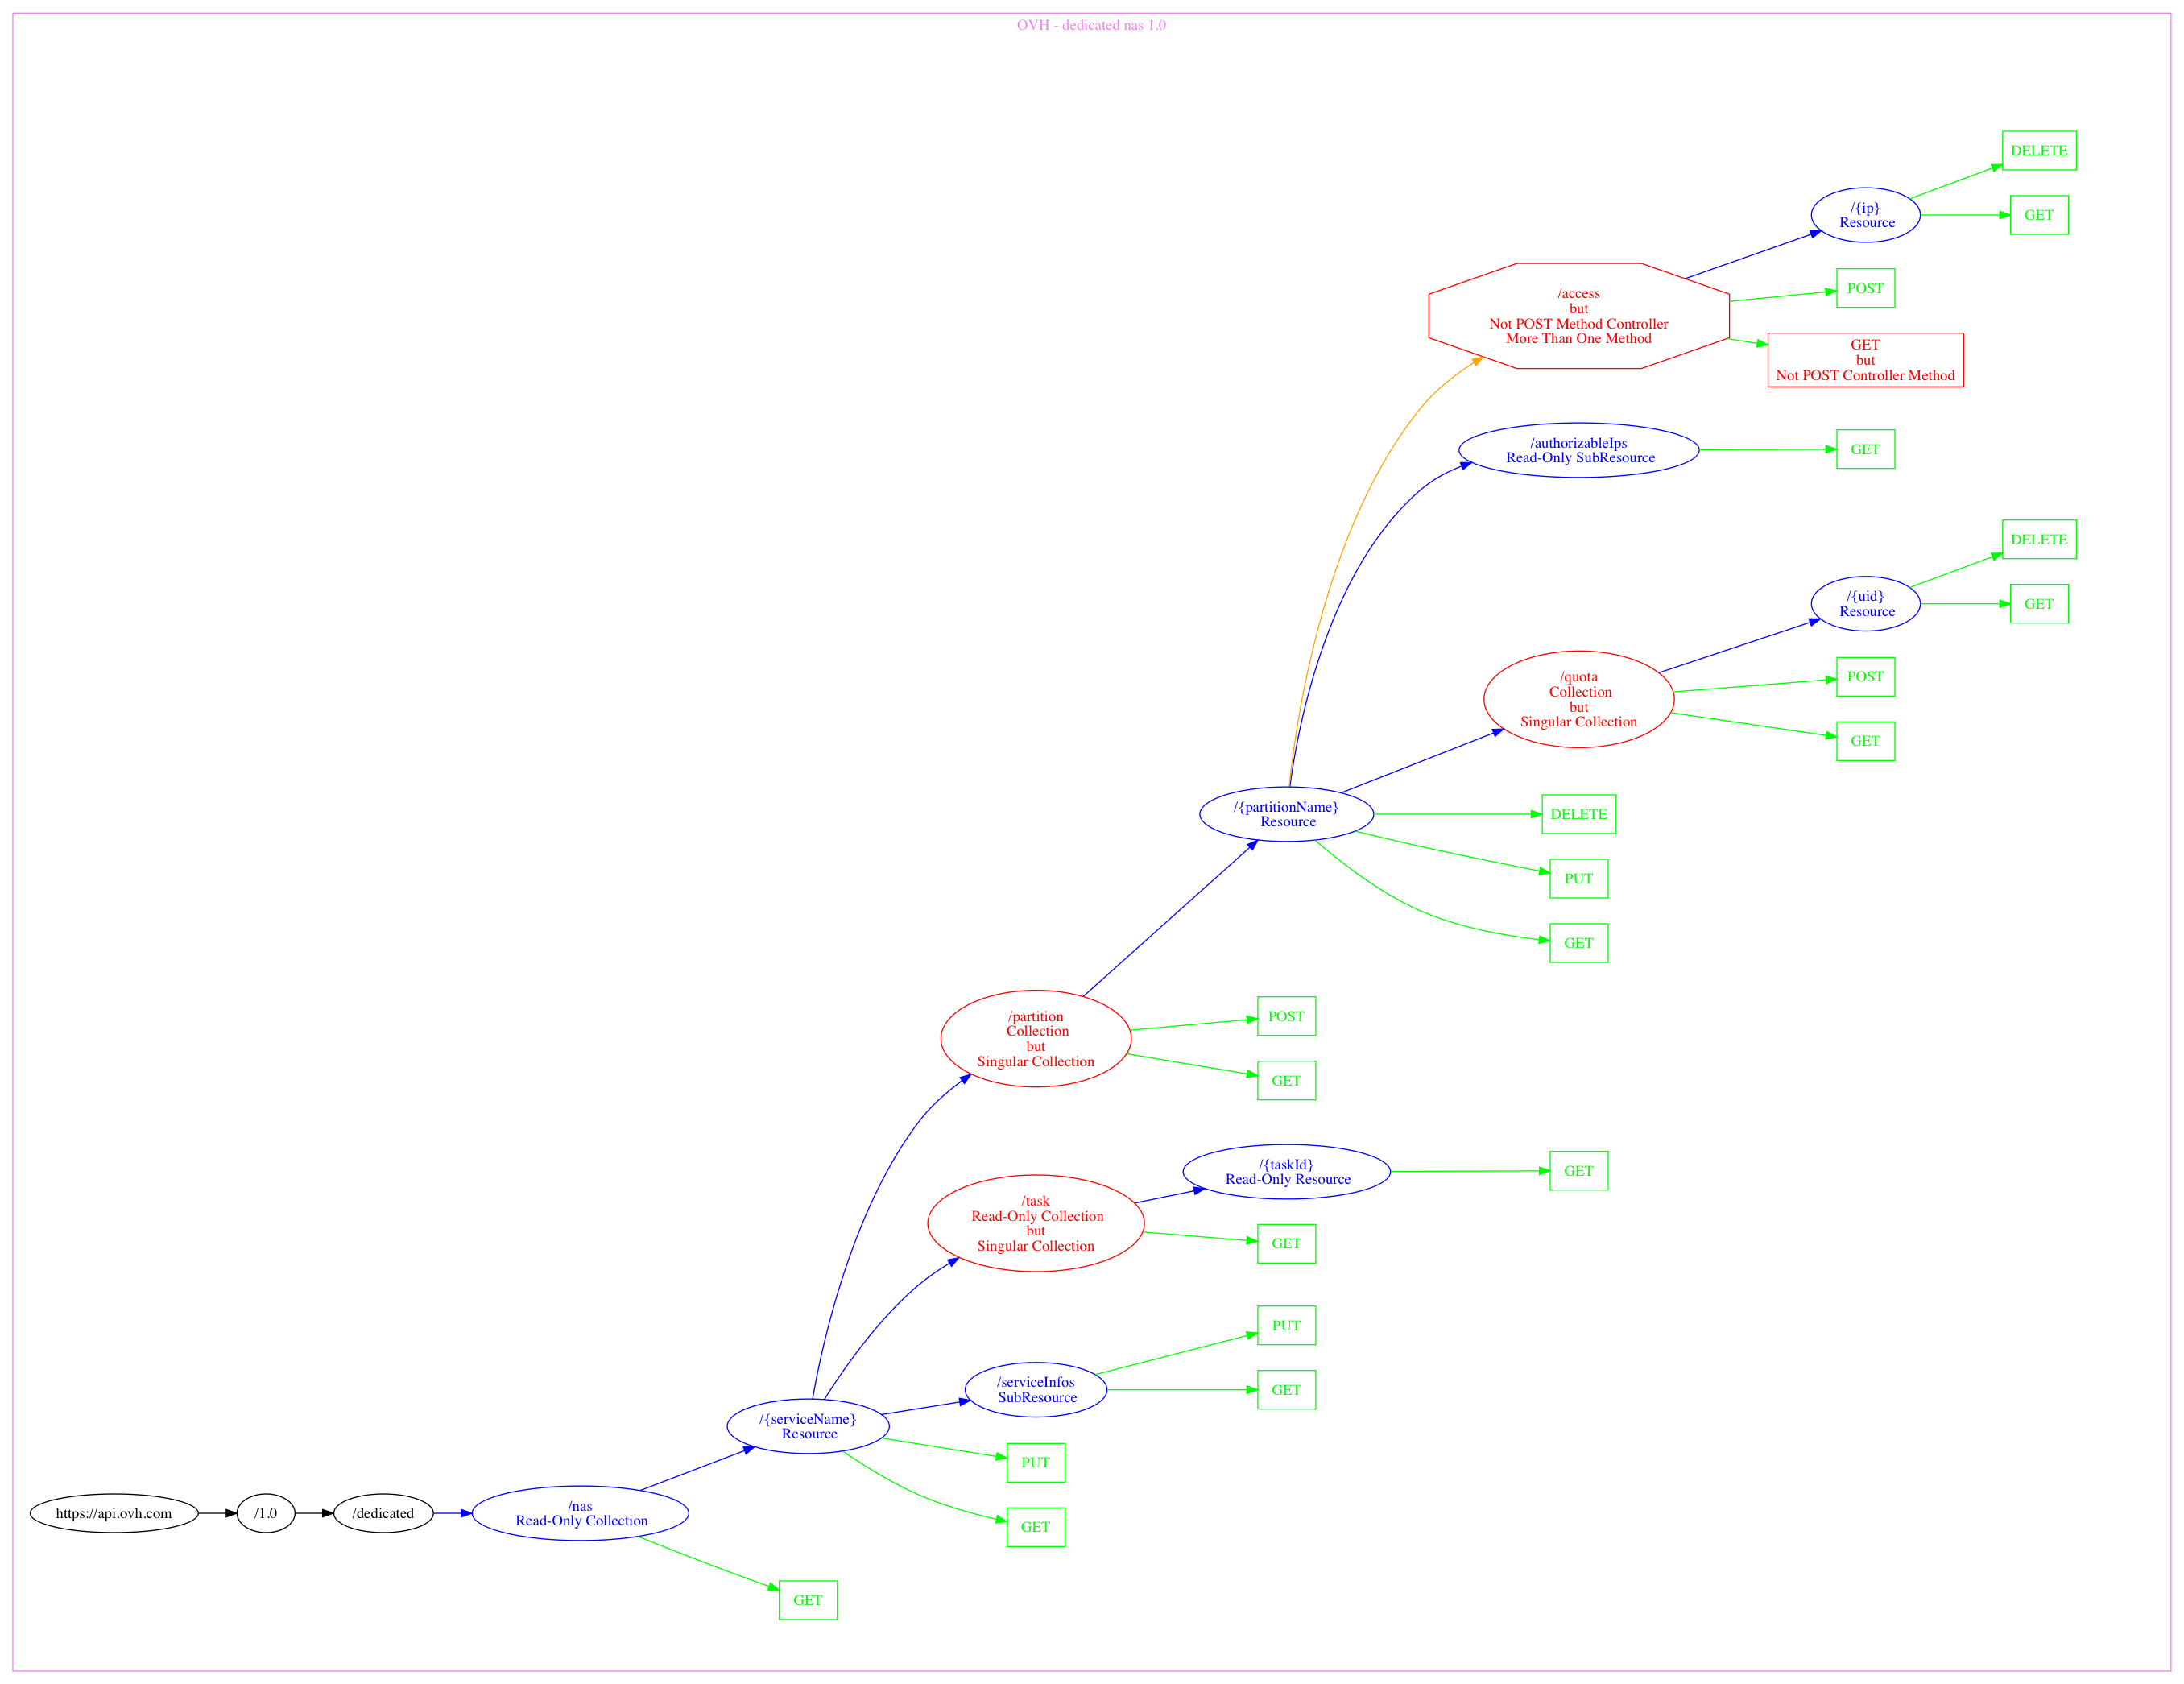 OVH - dedicated nas 1.0
DELETE
/{ip}
Resource
GET
/access
but
Not POST Method Controller
More Than One Method
POST
GET
but
Not POST Controller Method
/authorizableIps
Read-Only SubResource
GET
DELETE
/{uid}
Resource
GET
/quota
Collection
but
Singular Collection
POST
GET
/{partitionName}
Resource
DELETE
PUT
GET
/partition
Collection
but
Singular Collection
POST
GET
/{taskId}
Read-Only Resource
GET
/task
Read-Only Collection
but
Singular Collection
GET
PUT
/serviceInfos
SubResource
GET
/{serviceName}
Resource
PUT
GET
https://api.ovh.com
/1.0
/dedicated
/nas
Read-Only Collection
GET